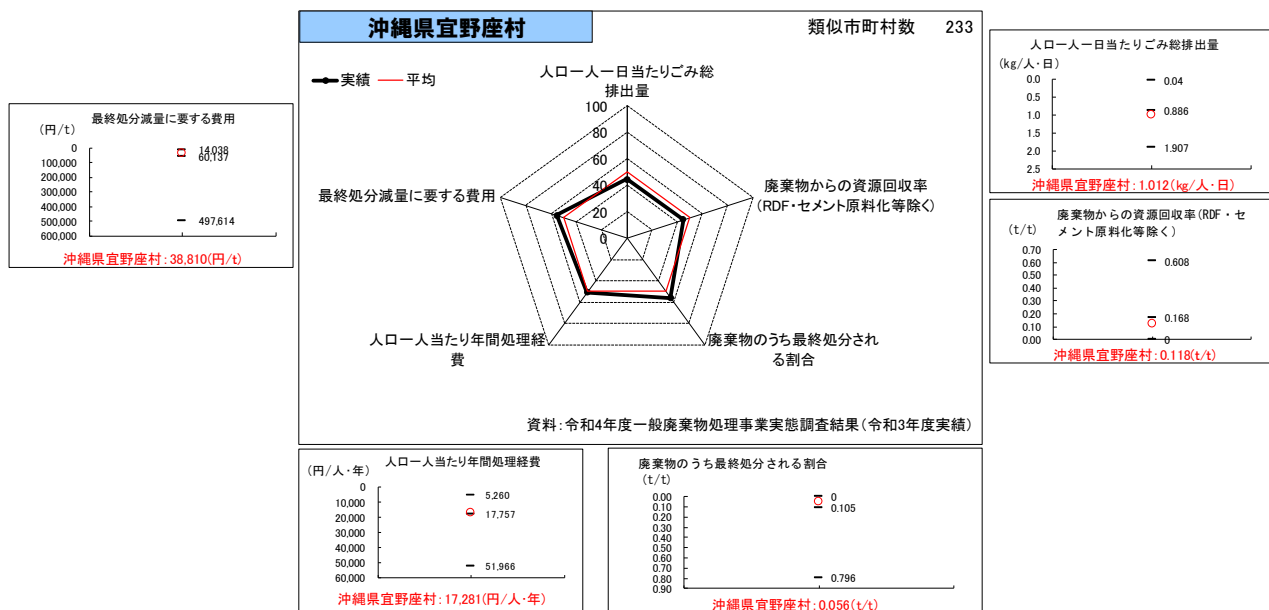 沖縄県宜野座村
類似市町村数 233
実績 平均
人口一人一日当たりごみ総
排出量
100
80
60
40
20
0
廃棄物からの資源回収率
(RDF・セメント原料化等除く)
廃棄物のうち最終処分され
る割合
人口一人当たり年間処理経
費
最終処分減量に要する費用
資料:令和4年度一般廃棄物処理事業実態調査結果(令和3年度実績)
最終処分減量に要する費用
(円/t)
0
100,000
200,000
300,000
400,000
500,000
600,000
14,038
60,137
497,614
沖縄県宜野座村:38,810(円/t)
人口一人一日当たりごみ総排出量
(kg/人・日)
0.0
0.5
1.0
1.5
2.0
2.5
0.04
0.886
1.907
沖縄県宜野座村:1.012(kg/人・日)
廃棄物からの資源回収率(RDF・セ
メント原料化等除く)
(t/t)
0.70
0.60
0.50
0.40
0.30
0.20
0.10
0.00
0.608
0.168
0
沖縄県宜野座村:0.118(t/t)
人口一人当たり年間処理経費
(円/人・年)
0
10,000
20,000
30,000
40,000
50,000
60,000
5,260
17,757
51,966
沖縄県宜野座村:17,281(円/人・年)
廃棄物のうち最終処分される割合
(t/t)
0.00
0.10
0.20
0.30
0.40
0.50
0.60
0.70
0.80
0.90
0
0.105
0.796
沖縄県宜野座村:0.056(t/t)